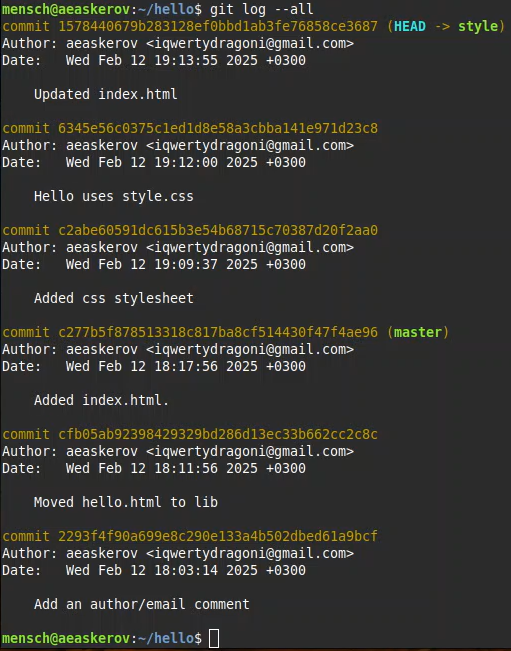 mensch@aeaskerov:~/hello$ git log --all
commit 1578440679b283128ef0bbd1ab3fe76858ce3687 (HEAD -> style)
Author: aeaskerov <iqwertydragoni@gmail.com>
Date:   Wed Feb 12 19:13:55 2025 +0300
Updated index.html
commit 6345e56c0375c1ed1d8e58a3cbba141e971d23c8
Author: aeaskerov <iqwertydragoni@gmail.com>
Date:   Wed Feb 12 19:12:00 2025 +0300
Hello uses style.css
commit c2abe60591dc615b3e54b68715c70387d20f2aa0
Author: aeaskerov <iqwertydragoni@gmail.com>
Date:   Wed Feb 12 19:09:37 2025 +0300
Added css stylesheet
commit c277b5f878513318c817ba8cf514430f47f4ae96 (master)
Author: aeaskerov <iqwertydragoni@gmail.com>
Date:   Wed Feb 12 18:17:56 2025 +0300
Added index.html.
commit cfb05ab92398429329bd286d13ec33b662cc2c8c
Author: aeaskerov <iqwertydragoni@gmail.com>
Date:   Wed Feb 12 18:11:56 2025 +0300
Moved hello.html to lib
commit 2293f4f90a699e8c290e133a4b502dbed61a9bcf
Author: aeaskerov <iqwertydragoni@gmail.com>
Date:   Wed Feb 12 18:03:14 2025 +0300
Add an author/email comment
mensch@aeaskerov:~/hello$